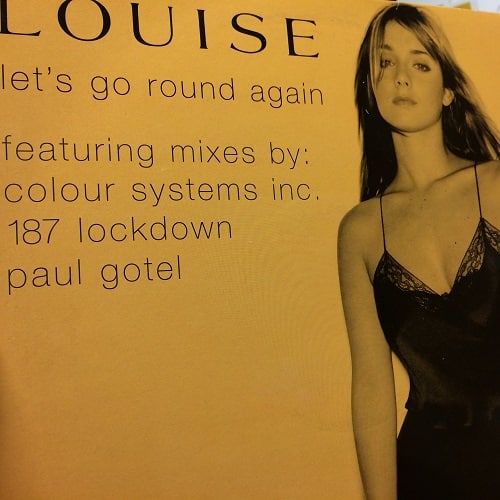 LOUISE
let's go round again
featuring mixes by:
colour systems inc.
187 lockdown
paul gotel